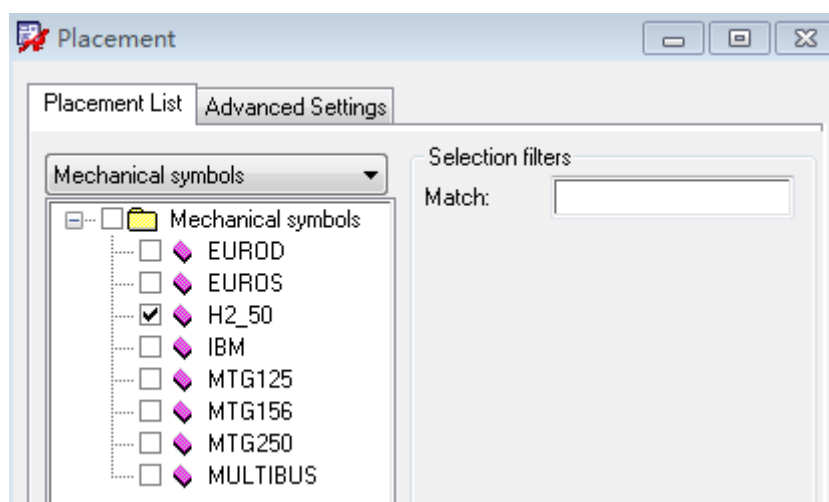 Placement
Placement List
Advanced Settings
Mechanical symbols
Selection filters
Match:
Mechanical symbols
EUROD
EUROS
H2_50
IBM
MTG125
MTG156
MTG250
MULTIBUS